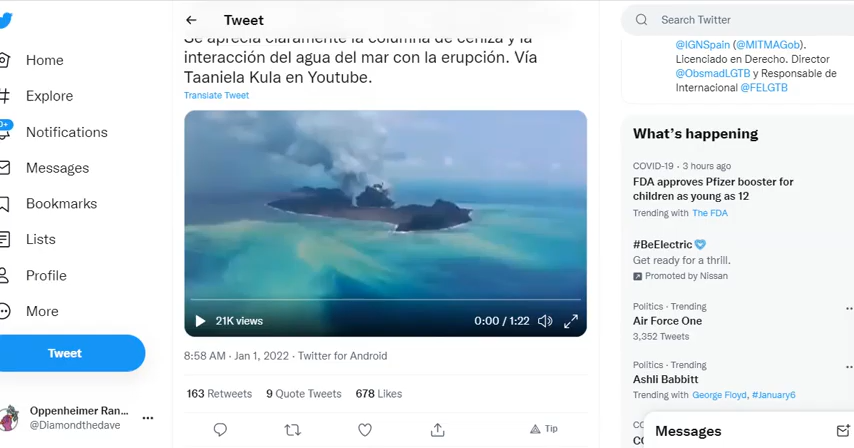 Tweet
Search Twitter
Home
Explore
Notifications
Messages
Bookmarks
Lists
Profile
More
Tweet
Oppenheimer Ran...
@Diamondthedave
Se aprecia claramente la columna de ceniza y la
interacción del agua del mar con la erupción. Vía
Taaniela Kula en Youtube.
Translate Tweet
21K views
0:00 / 1:22
8:58 AM · Jan 1, 2022 · Twitter for Android
163 Retweets 9 Quote Tweets 678 Likes
Tip
@IGNSpain (@MITMAGob).
Licenciado en Derecho. Director
@ObsmadLGTB y Responsable de
Internacional @FELGTB
What's happening
COVID-19 · 3 hours ago
FDA approves Pfizer booster for
children as young as 12
Trending with The FDA
#BeElectric
Get ready for a thrill.
Promoted by Nissan
Politics · Trending
Air Force One
3,352 Tweets
Politics · Trending
Ashli Babbitt
Trending with George Floyd, #January6
Messages